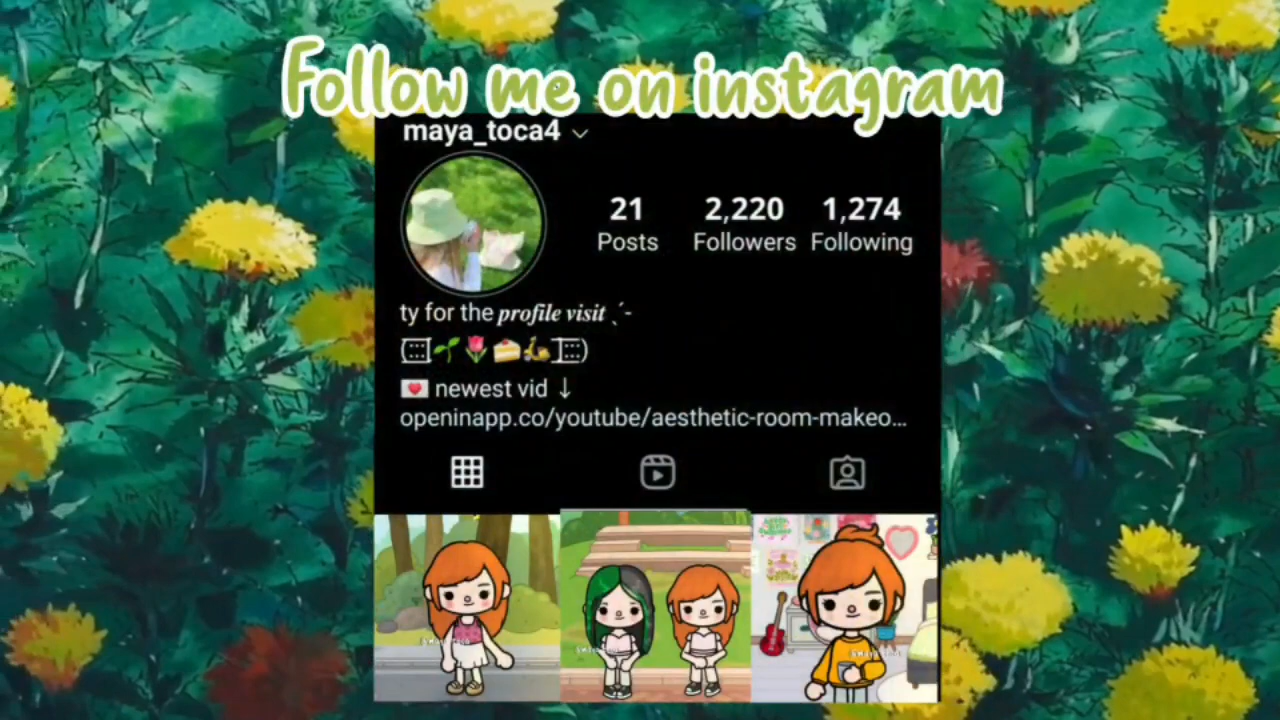 Follow me on instagram
maya_toca4
21 2,220 1,274
Posts Followers Following
ty for the profile visit ˎˊ-
🌱🌷🍰🛵
💌 newest vid ↓
openinapp.co/youtube/aesthetic-room-makeo...